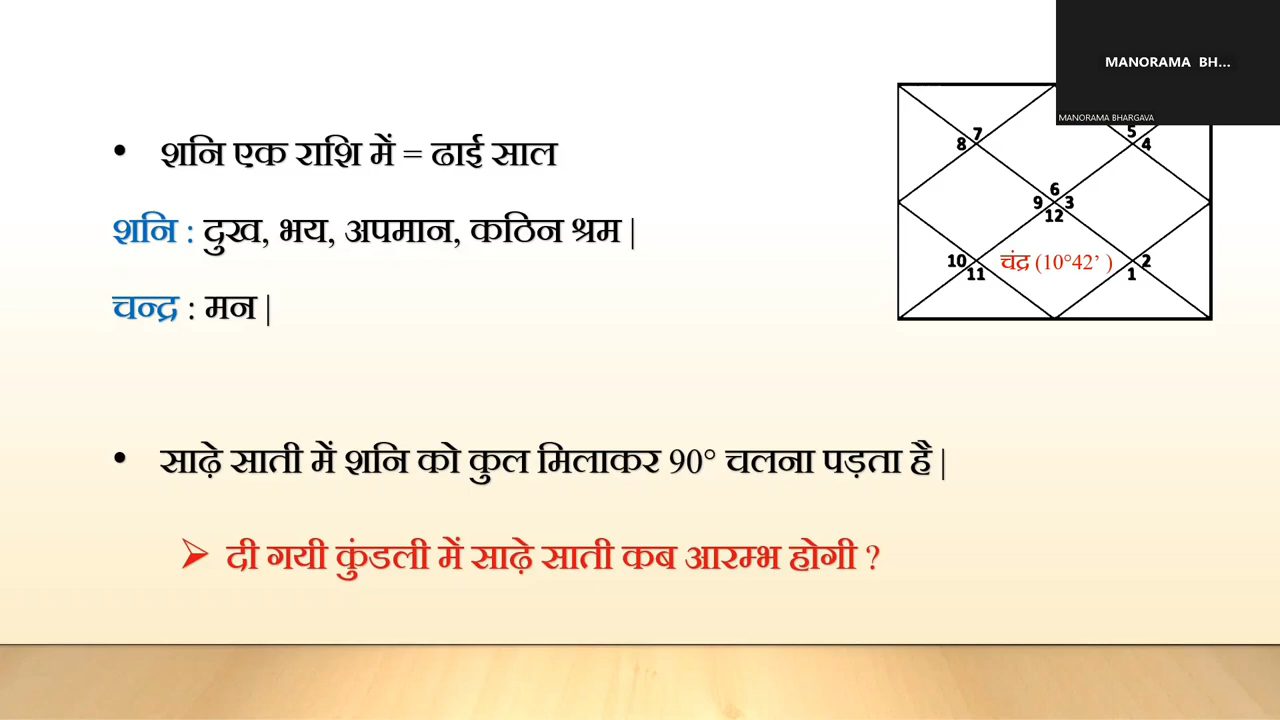 MANORAMA BH...
MANORAMA BHARGAVA
• शनि एक राशि में = ढाई साल
शनि : दुख, भय, अपमान, कठिन श्रम |
चन्द्र : मन |
7
8
5
4
6
9 3
12
10
11
चंद्र (10°42’ )
2
1
• साढ़े साती में शनि को कुल मिलाकर 90° चलना पड़ता है |
➢ दी गयी कुंडली में साढ़े साती कब आरम्भ होगी ?